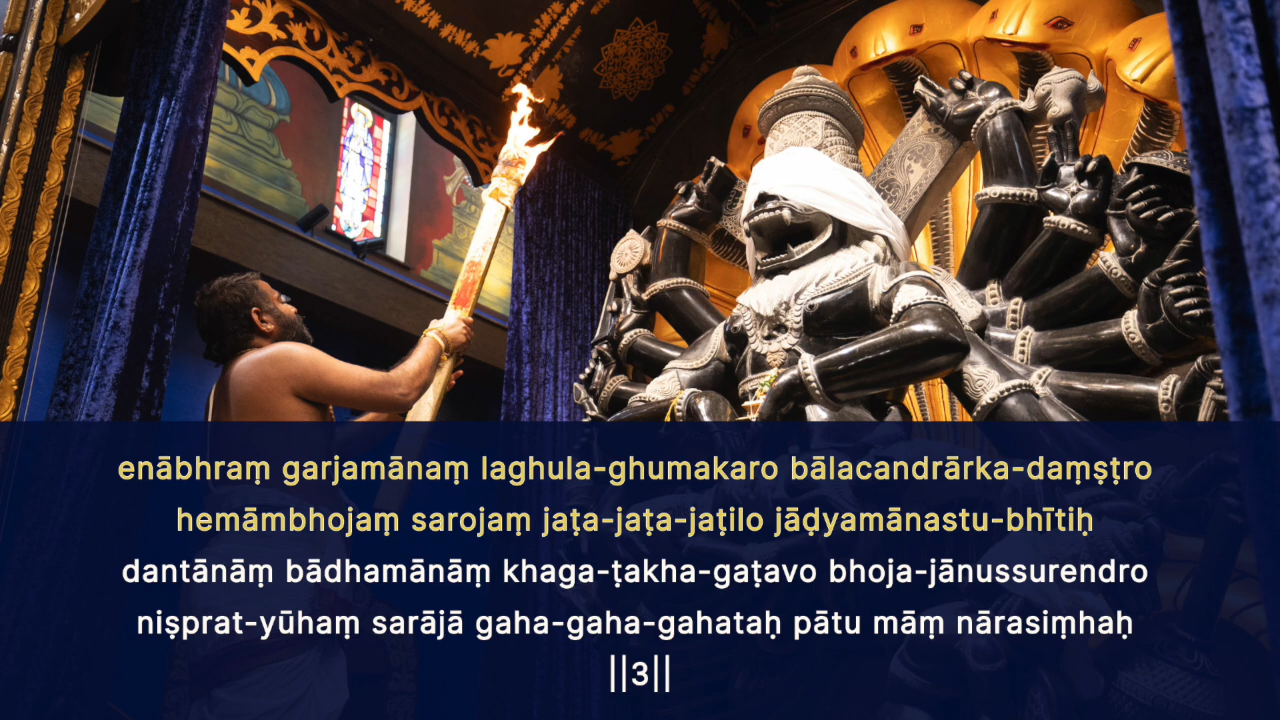 enābhraṃ garjamānaṃ laghula-ghumakaro bālacandrārka-daṃṣṭro
hemāmbhojaṃ sarojaṃ jaṭa-jaṭa-jaṭilo jāḍyamānastu-bhītiḥ
dantānāṃ bādhamānāṃ khaga-ṭakha-gaṭavo bhoja-jānussurendro
niṣprat-yūhaṃ sarājā gaha-gaha-gahataḥ pātu māṃ nārasiṃhaḥ
||3||